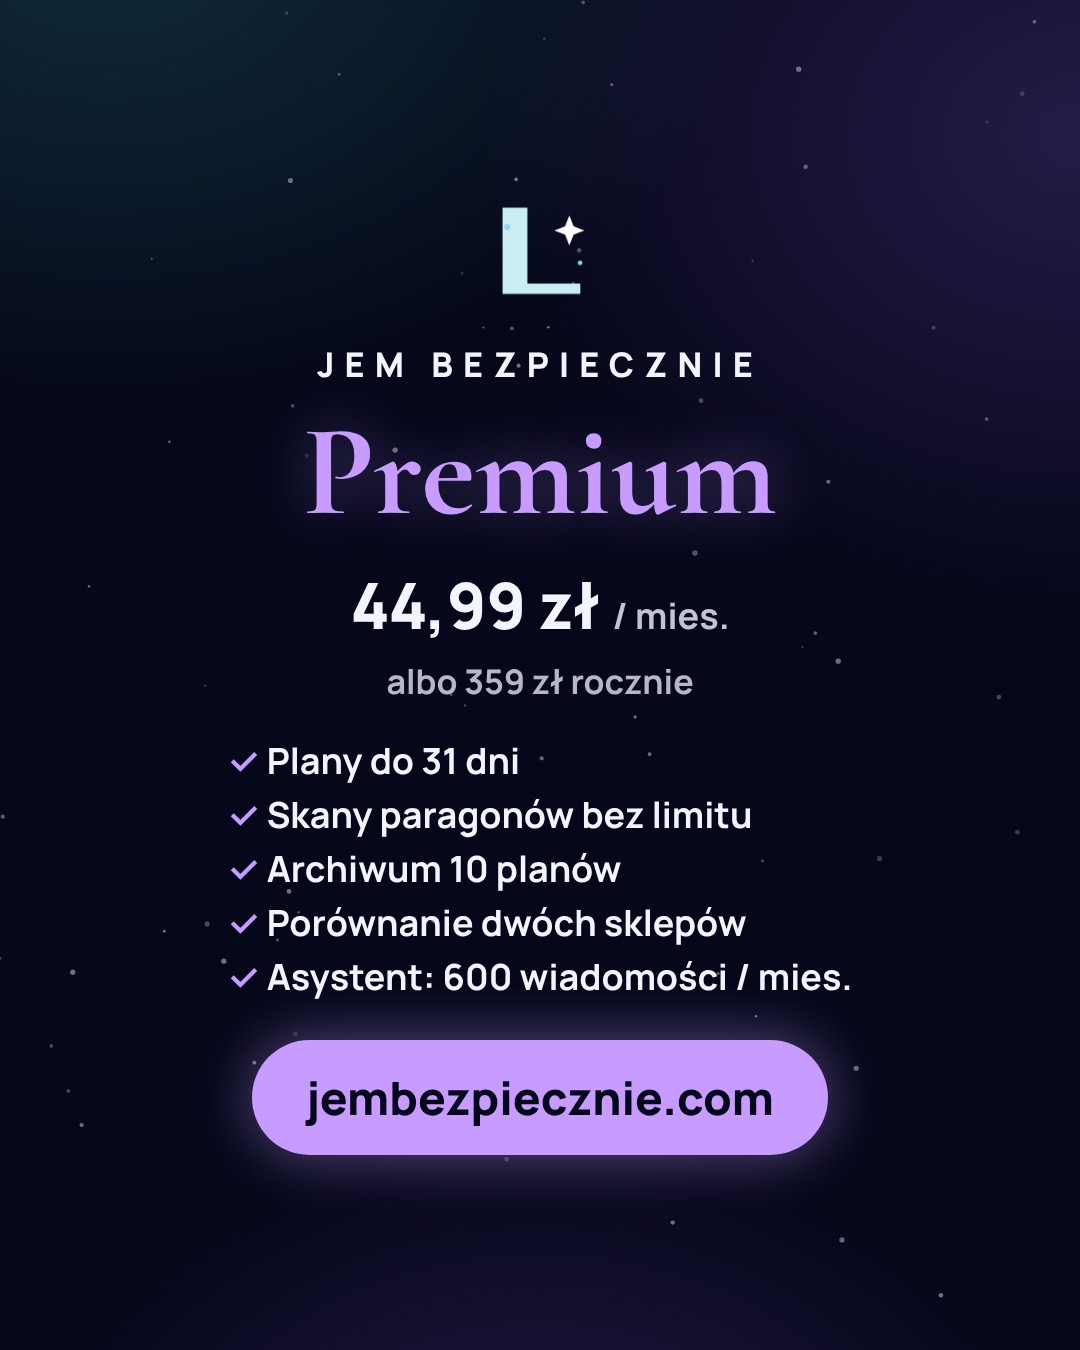 L
JEM BEZPIECZNIE
Premium
44,99 zł / mies.
albo 359 zł rocznie
✓ Plany do 31 dni
✓ Skany paragonów bez limitu
✓ Archiwum 10 planów
✓ Porównanie dwóch sklepów
✓ Asystent: 600 wiadomości / mies.
jembezpiecznie.com